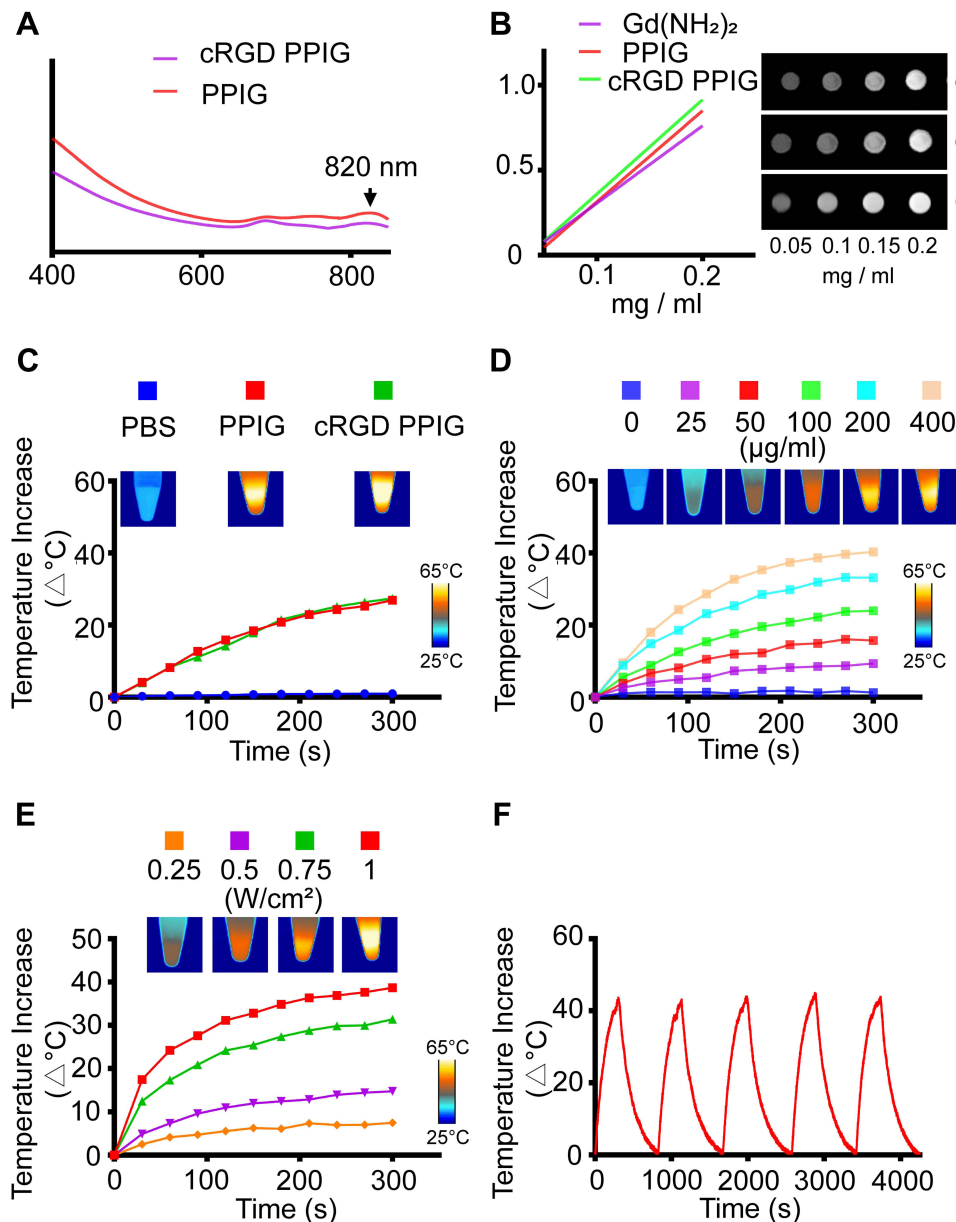 A
cRGD PPIG
PPIG
820 nm
400
600
800
B
Gd(NH₂)₂
PPIG
cRGD PPIG
1.0
0.5
0
0.1
0.2
mg / ml
0.05
0.1
0.15
0.2
mg / ml
C
PBS
PPIG
cRGD PPIG
Temperature Increase
(△°C)
60
40
20
0
65°C
25°C
0
100
200
300
Time (s)
D
0
25
50
100
200
400
(µg/ml)
Temperature Increase
(△°C)
60
40
20
0
65°C
25°C
0
100
200
300
Time (s)
E
0.25
0.5
0.75
1
(W/cm²)
Temperature Increase
(△°C)
50
40
30
20
10
0
65°C
25°C
0
100
200
300
Time (s)
F
Temperature Increase
(△°C)
60
40
20
0
0
1000
2000
3000
4000
Time (s)